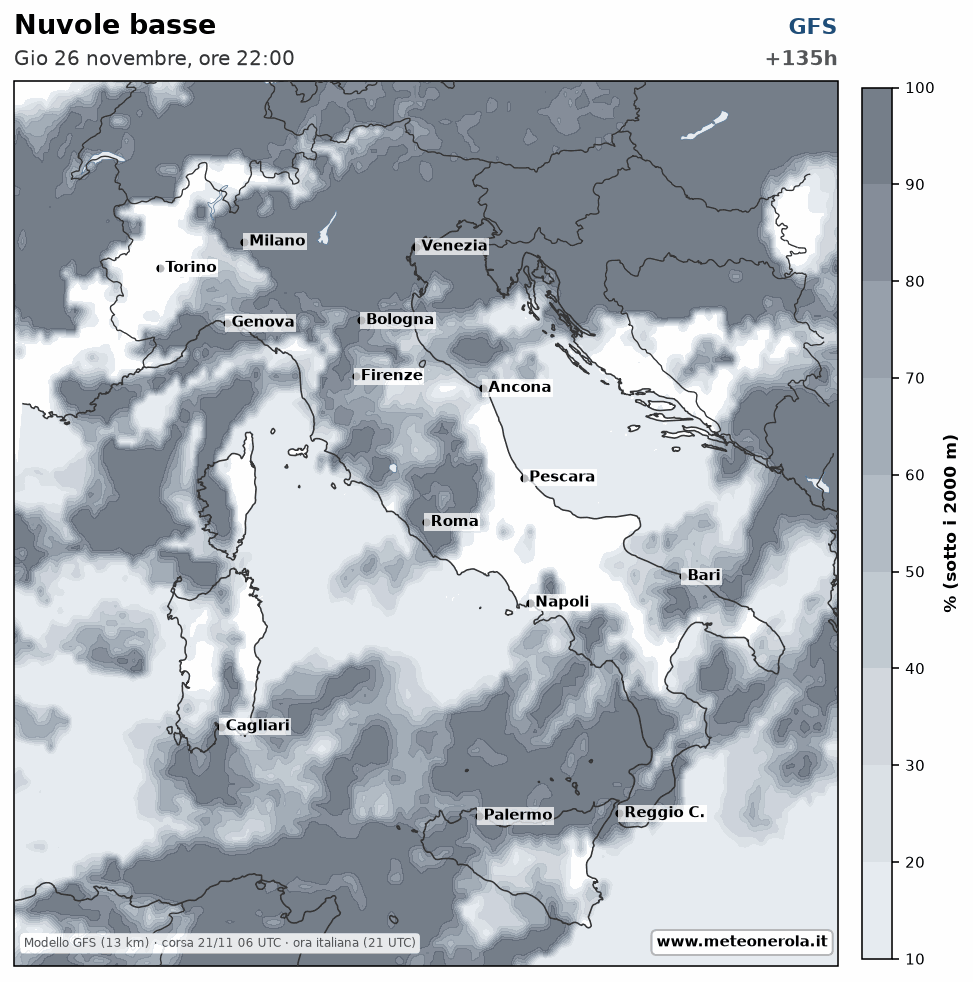 Nuvole basse
GFS
Gio 26 novembre, ore 22:00
+135h
Milano
Venezia
Torino
Genova
Bologna
Firenze
Ancona
Pescara
Roma
Bari
Napoli
Cagliari
Palermo
Reggio C.
100
90
80
70
60
50
40
30
20
10
% (sotto i 2000 m)
Modello GFS (13 km) · corsa 21/11 06 UTC · ora italiana (21 UTC)
www.meteonerola.it